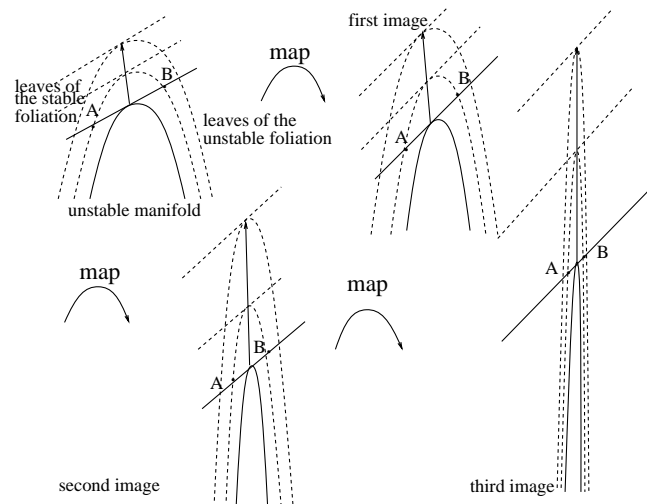 first image
map
B
leaves of
the stable
foliation
A
leaves of the
unstable foliation
unstable manifold
B
A
map
map
B
A
A
B
second image
third image